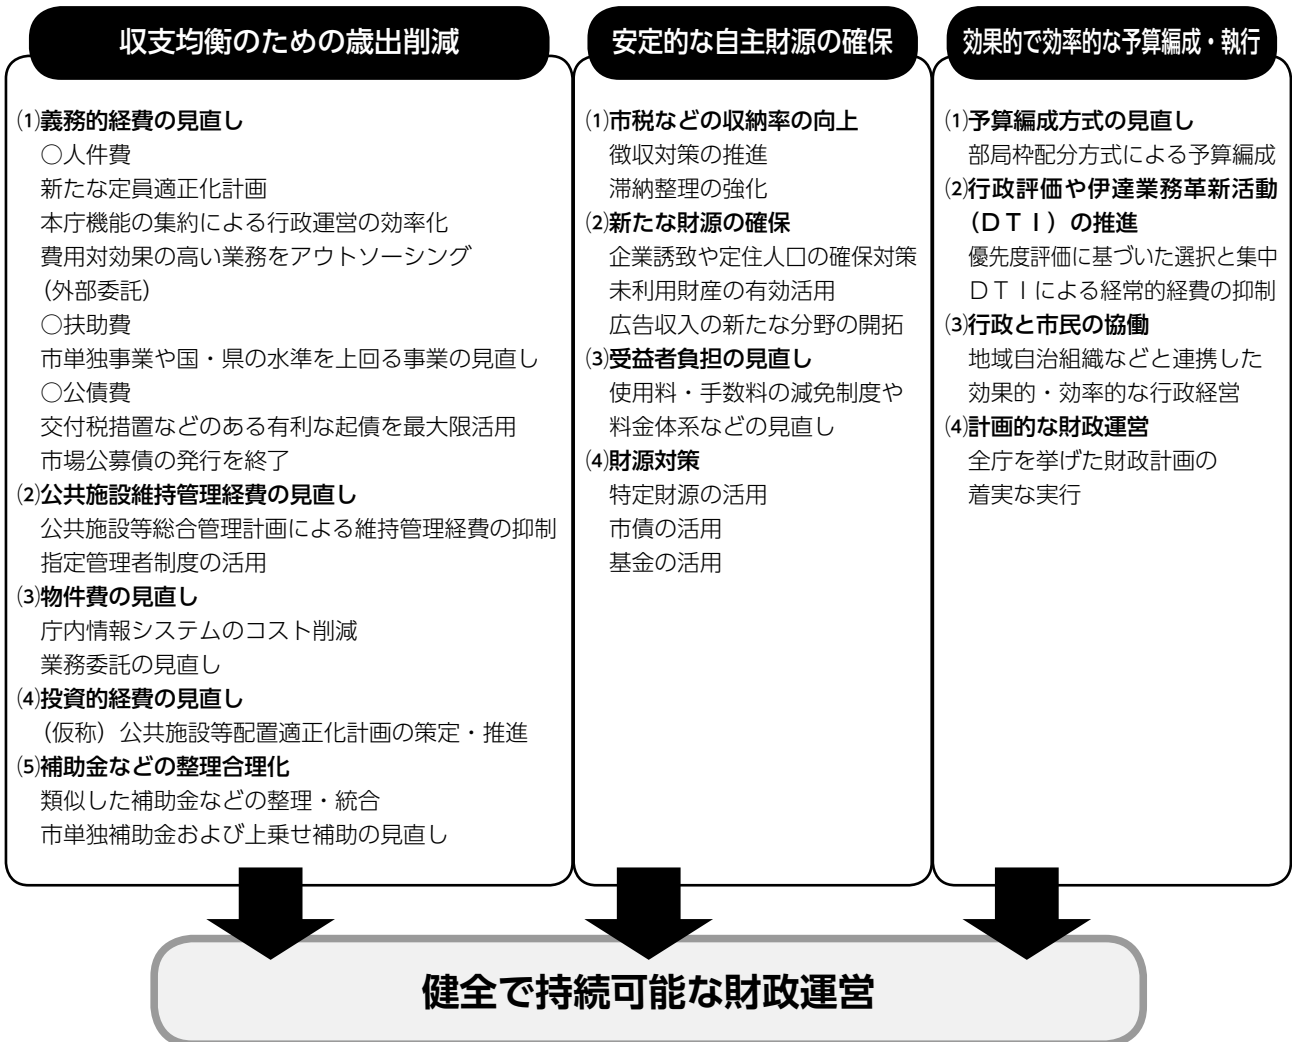 収支均衡のための歳出削減
⑴義務的経費の見直し
○人件費
新たな定員適正化計画
本庁機能の集約による行政運営の効率化
費用対効果の高い業務をアウトソーシング
（外部委託）
○扶助費
市単独事業や国・県の水準を上回る事業の見直し
○公債費
交付税措置などのある有利な起債を最大限活用
市場公募債の発行を終了
⑵公共施設維持管理経費の見直し
公共施設等総合管理計画による維持管理経費の抑制
指定管理者制度の活用
⑶物件費の見直し
庁内情報システムのコスト削減
業務委託の見直し
⑷投資的経費の見直し
（仮称）公共施設等配置適正化計画の策定・推進
⑸補助金などの整理合理化
類似した補助金などの整理・統合
市単独補助金および上乗せ補助の見直し
安定的な自主財源の確保
⑴市税などの収納率の向上
徴収対策の推進
滞納整理の強化
⑵新たな財源の確保
企業誘致や定住人口の確保対策
未利用財産の有効活用
広告収入の新たな分野の開拓
⑶受益者負担の見直し
使用料・手数料の減免制度や
料金体系などの見直し
⑷財源対策
特定財源の活用
市債の活用
基金の活用
効果的で効率的な予算編成・執行
⑴予算編成方式の見直し
部局枠配分方式による予算編成
⑵行政評価や伊達業務革新活動
（ＤＴＩ）の推進
優先度評価に基づいた選択と集中
ＤＴＩによる経常的経費の抑制
⑶行政と市民の協働
地域自治組織などと連携した
効果的・効率的な行政経営
⑷計画的な財政運営
全庁を挙げた財政計画の
着実な実行
健全で持続可能な財政運営